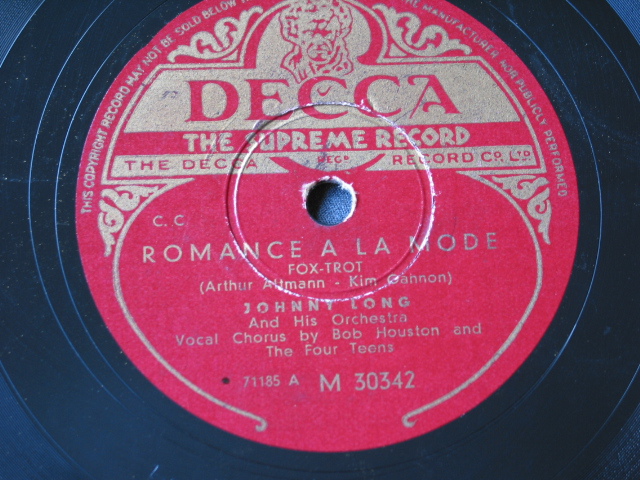 THIS COPYRIGHT RECORD MAY NOT BE SOLD BELOW
THE MANUFACTURER NOR PUBLICLY PERFORMED
DECCA
THE SUPREME RECORD
REGD
THE DECCA RECORD CO. LTD.
C. C
ROMANCE A LA MODE
FOX-TROT
(Arthur Altmann - Kim Gannon)
JOHNNY LONG
And His Orchestra
Vocal Chorus by Bob Houston and
The Four Teens
71185 A M 30342